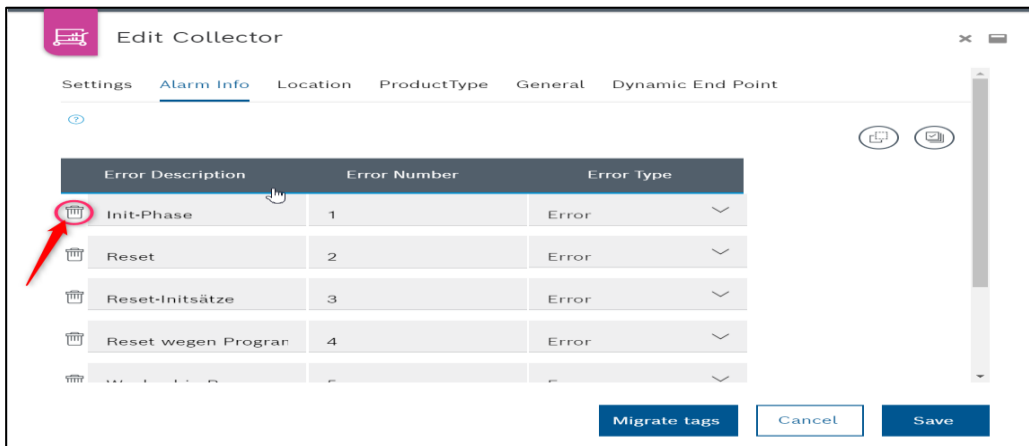 Edit Collector
Settings Alarm Info Location ProductType General Dynamic End Point
Error Description Error Number Error Type
Init-Phase 1 Error
Reset 2 Error
Reset-Initsätze 3 Error
Reset wegen Program 4 Error
Migrate tags Cancel Save